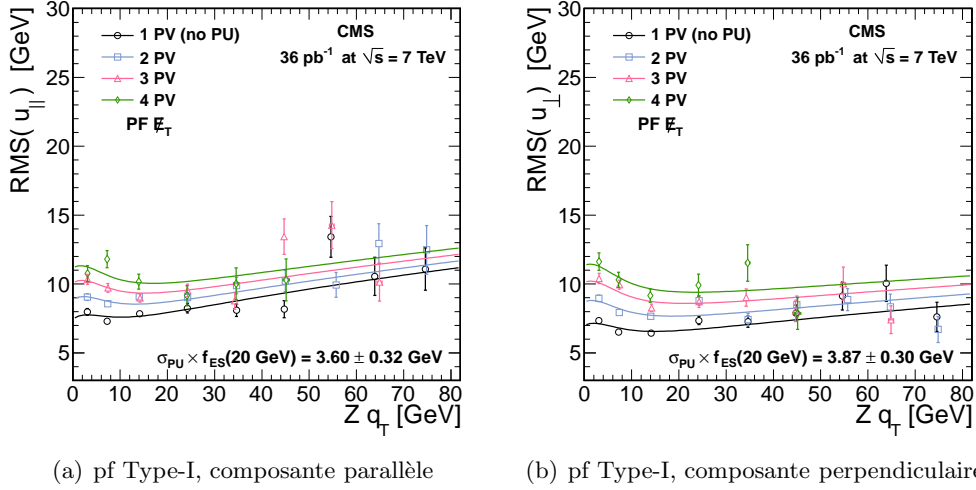 RMS( u∥ ) [GeV]
30
25
20
15
10
5
1 PV (no PU)
2 PV
3 PV
4 PV
PF E̸T
CMS
36 pb⁻¹ at √s = 7 TeV
σPU × fES(20 GeV) = 3.60 ± 0.32 GeV
0 10 20 30 40 50 60 70 80
Z qT [GeV]
(a) pf Type-I, composante parallèle
RMS( u⊥ ) [GeV]
30
25
20
15
10
5
1 PV (no PU)
2 PV
3 PV
4 PV
PF E̸T
CMS
36 pb⁻¹ at √s = 7 TeV
σPU × fES(20 GeV) = 3.87 ± 0.30 GeV
0 10 20 30 40 50 60 70 80
Z qT [GeV]
(b) pf Type-I, composante perpendiculaire